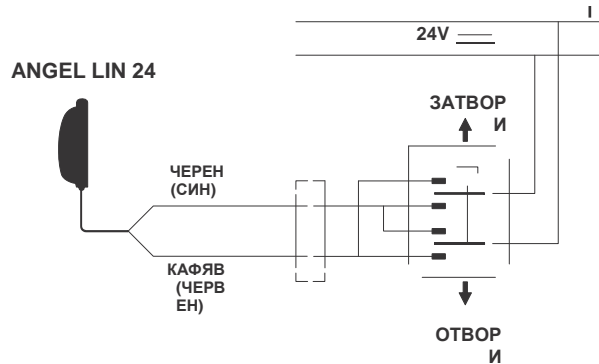 I
24V
ANGEL LIN 24
ЗАТВОР
И
ЧЕРЕН
(СИН)
КАФЯВ
(ЧЕРВ
ЕН)
ОТВОР
И